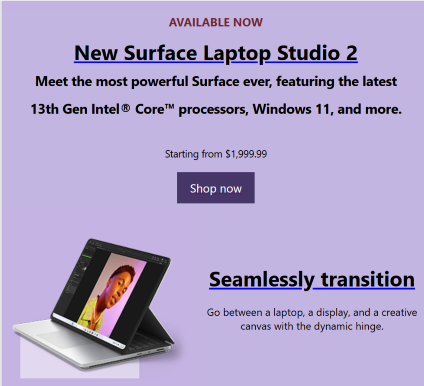 AVAILABLE NOW
New Surface Laptop Studio 2
Meet the most powerful Surface ever, featuring the latest
13th Gen Intel® Core™ processors, Windows 11, and more.
Starting from $1,999.99
Shop now
Seamlessly transition
Go between a laptop, a display, and a creative
canvas with the dynamic hinge.